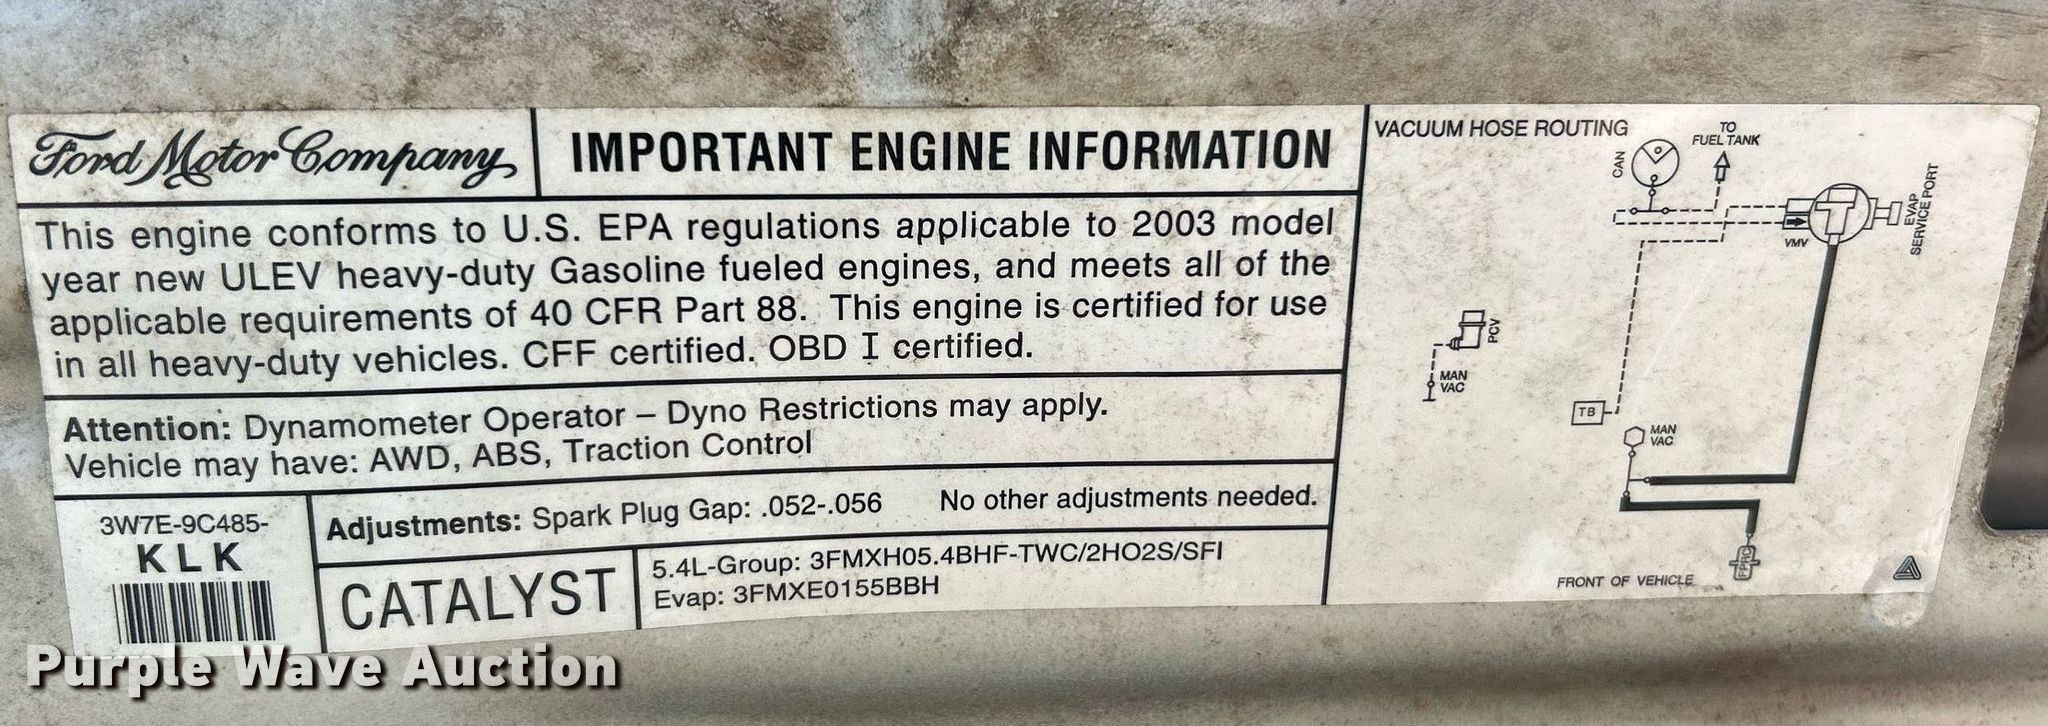 Ford Motor Company
IMPORTANT ENGINE INFORMATION
This engine conforms to U.S. EPA regulations applicable to 2003 model
year new ULEV heavy-duty Gasoline fueled engines, and meets all of the
applicable requirements of 40 CFR Part 88. This engine is certified for use
in all heavy-duty vehicles. CFF certified. OBD I certified.
Attention: Dynamometer Operator – Dyno Restrictions may apply.
Vehicle may have: AWD, ABS, Traction Control
3W7E-9C485-
KLK
Adjustments: Spark Plug Gap: .052-.056 No other adjustments needed.
CATALYST
5.4L-Group: 3FMXH05.4BHF-TWC/2HO2S/SFI
Evap: 3FMXE0155BBH
VACUUM HOSE ROUTING
CAN
TO
FUEL TANK
VMV
EVAP
SERVICE PORT
PCV
MAN
VAC
TB
MAN
VAC
FPRC
FRONT OF VEHICLE
Purple Wave Auction